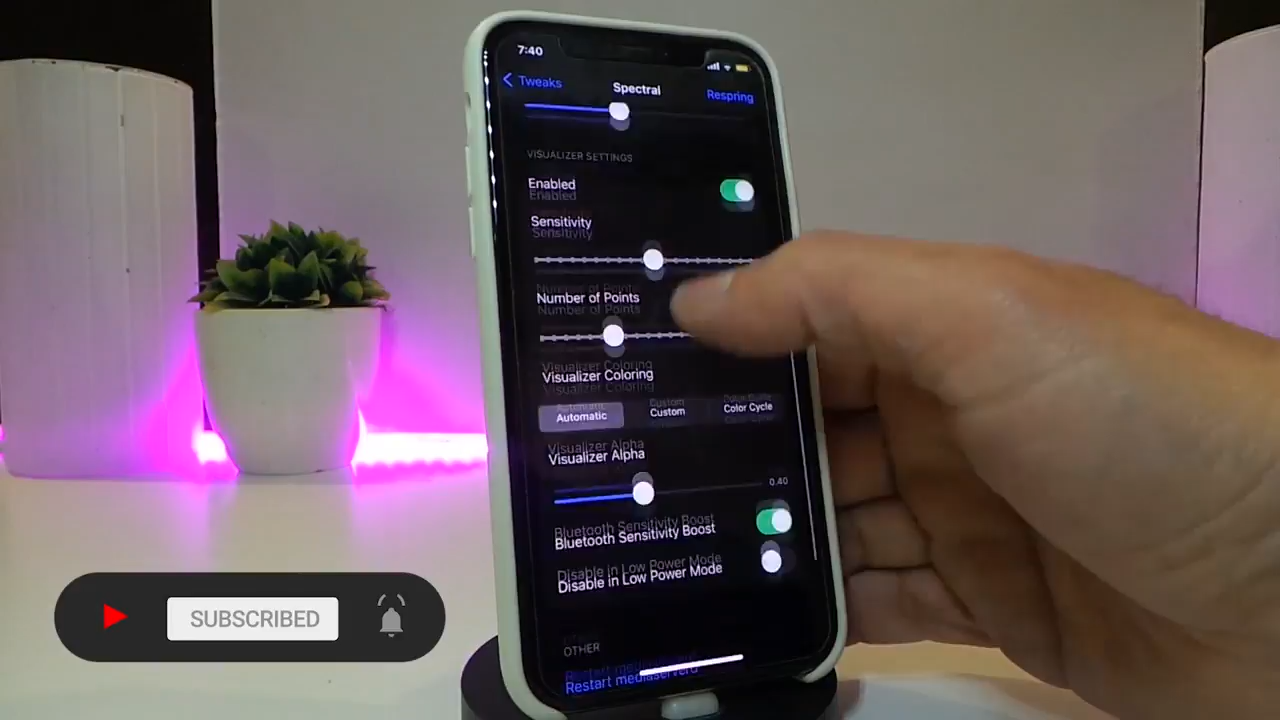 7:40
Tweaks
Spectral
Respring
VISUALIZER SETTINGS
Enabled
Sensitivity
Number of Points
Visualizer Coloring
Automatic
Custom
Color Cycle
Visualizer Alpha
0.40
Bluetooth Sensitivity Boost
Disable in Low Power Mode
OTHER
Restart mediaserverd
SUBSCRIBED